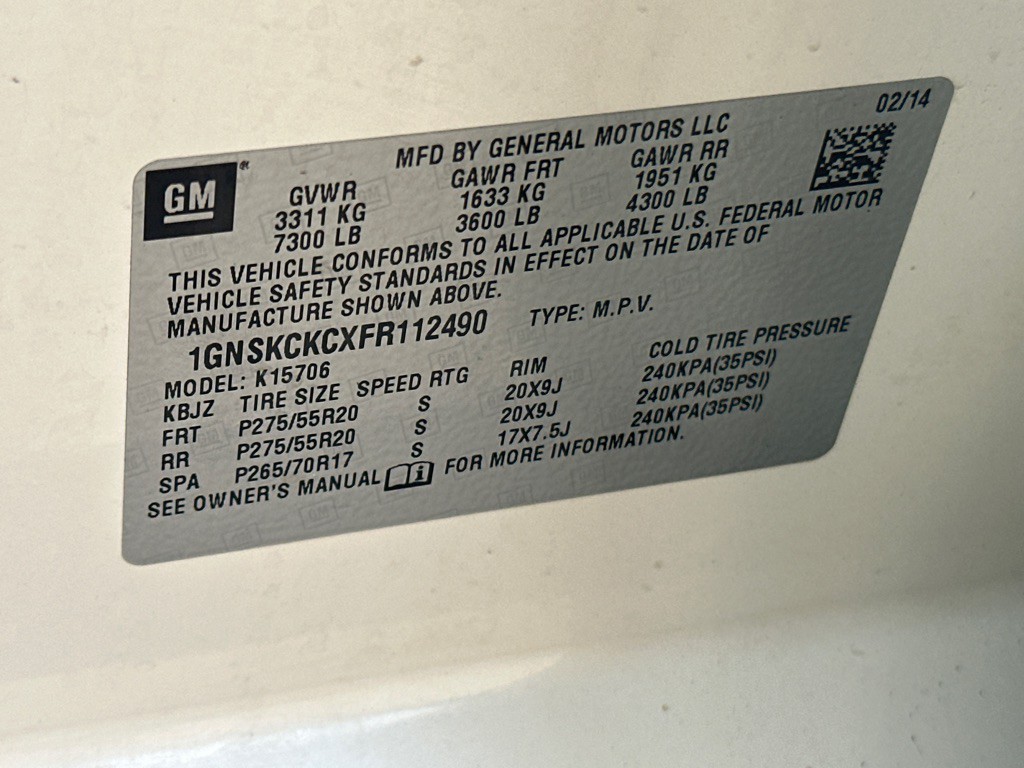 02/14
GM
MFD BY GENERAL MOTORS LLC
GVWR GAWR FRT GAWR RR
3311 KG 1633 KG 1951 KG
7300 LB 3600 LB 4300 LB
THIS VEHICLE CONFORMS TO ALL APPLICABLE U.S. FEDERAL MOTOR
VEHICLE SAFETY STANDARDS IN EFFECT ON THE DATE OF
MANUFACTURE SHOWN ABOVE.
1GNSKCKCXFR112490 TYPE: M.P.V.
MODEL: K15706
KBJZ TIRE SIZE SPEED RTG RIM COLD TIRE PRESSURE
FRT P275/55R20 S 20X9J 240KPA(35PSI)
RR P275/55R20 S 20X9J 240KPA(35PSI)
SPA P265/70R17 S 17X7.5J 240KPA(35PSI)
SEE OWNER'S MANUAL i FOR MORE INFORMATION.